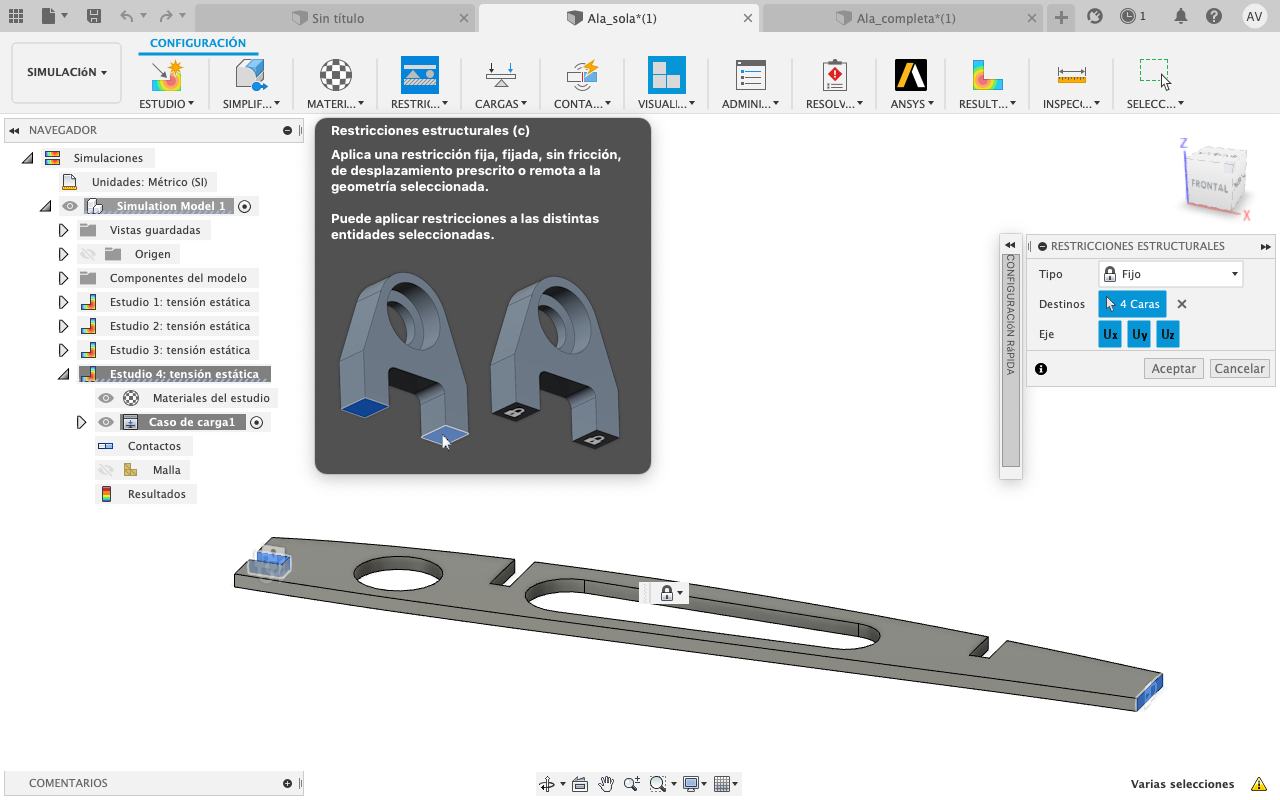 Sin título
Ala_sola*(1)
Ala_completa*(1)
1
AV
SIMULACIóN
CONFIGURACIÓN
ESTUDIO
SIMPLIF...
MATERI...
RESTRIC...
CARGAS
CONTA...
VISUALI...
ADMINI...
RESOLV...
ANSYS
RESULT...
INSPEC...
SELECC...
NAVEGADOR
Simulaciones
Unidades: Métrico (SI)
Simulation Model 1
Vistas guardadas
Origen
Componentes del modelo
Estudio 1: tensión estática
Estudio 2: tensión estática
Estudio 3: tensión estática
Estudio 4: tensión estática
Materiales del estudio
Caso de carga1
Contactos
Malla
Resultados
Restricciones estructurales (c)
Aplica una restricción fija, fijada, sin fricción,
de desplazamiento prescrito o remota a la
geometría seleccionada.
Puede aplicar restricciones a las distintas
entidades seleccionadas.
Z
FRONTAL
X
CONFIGURACIóN RáPIDA
RESTRICCIONES ESTRUCTURALES
Tipo
Fijo
Destinos
4 Caras
Eje
Ux
Uy
Uz
Aceptar
Cancelar
COMENTARIOS
Varias selecciones